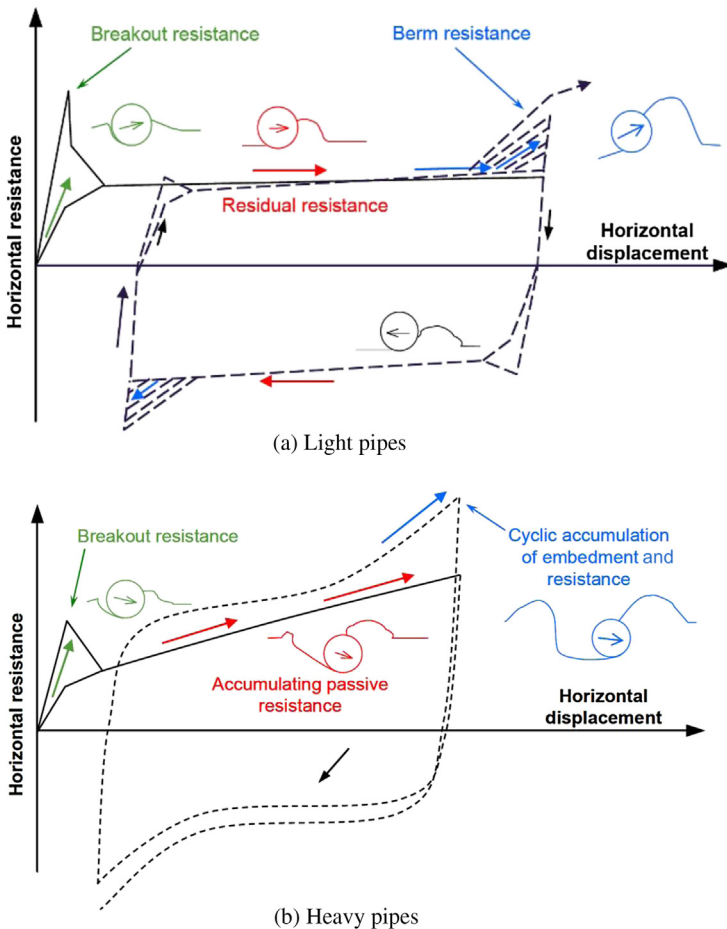 Breakout resistance
Berm resistance
Horizontal resistance
Residual resistance
Horizontal
displacement
(a) Light pipes
Breakout resistance
Cyclic accumulation
of embedment and
resistance
Horizontal resistance
Accumulating passive
resistance
Horizontal
displacement
(b) Heavy pipes